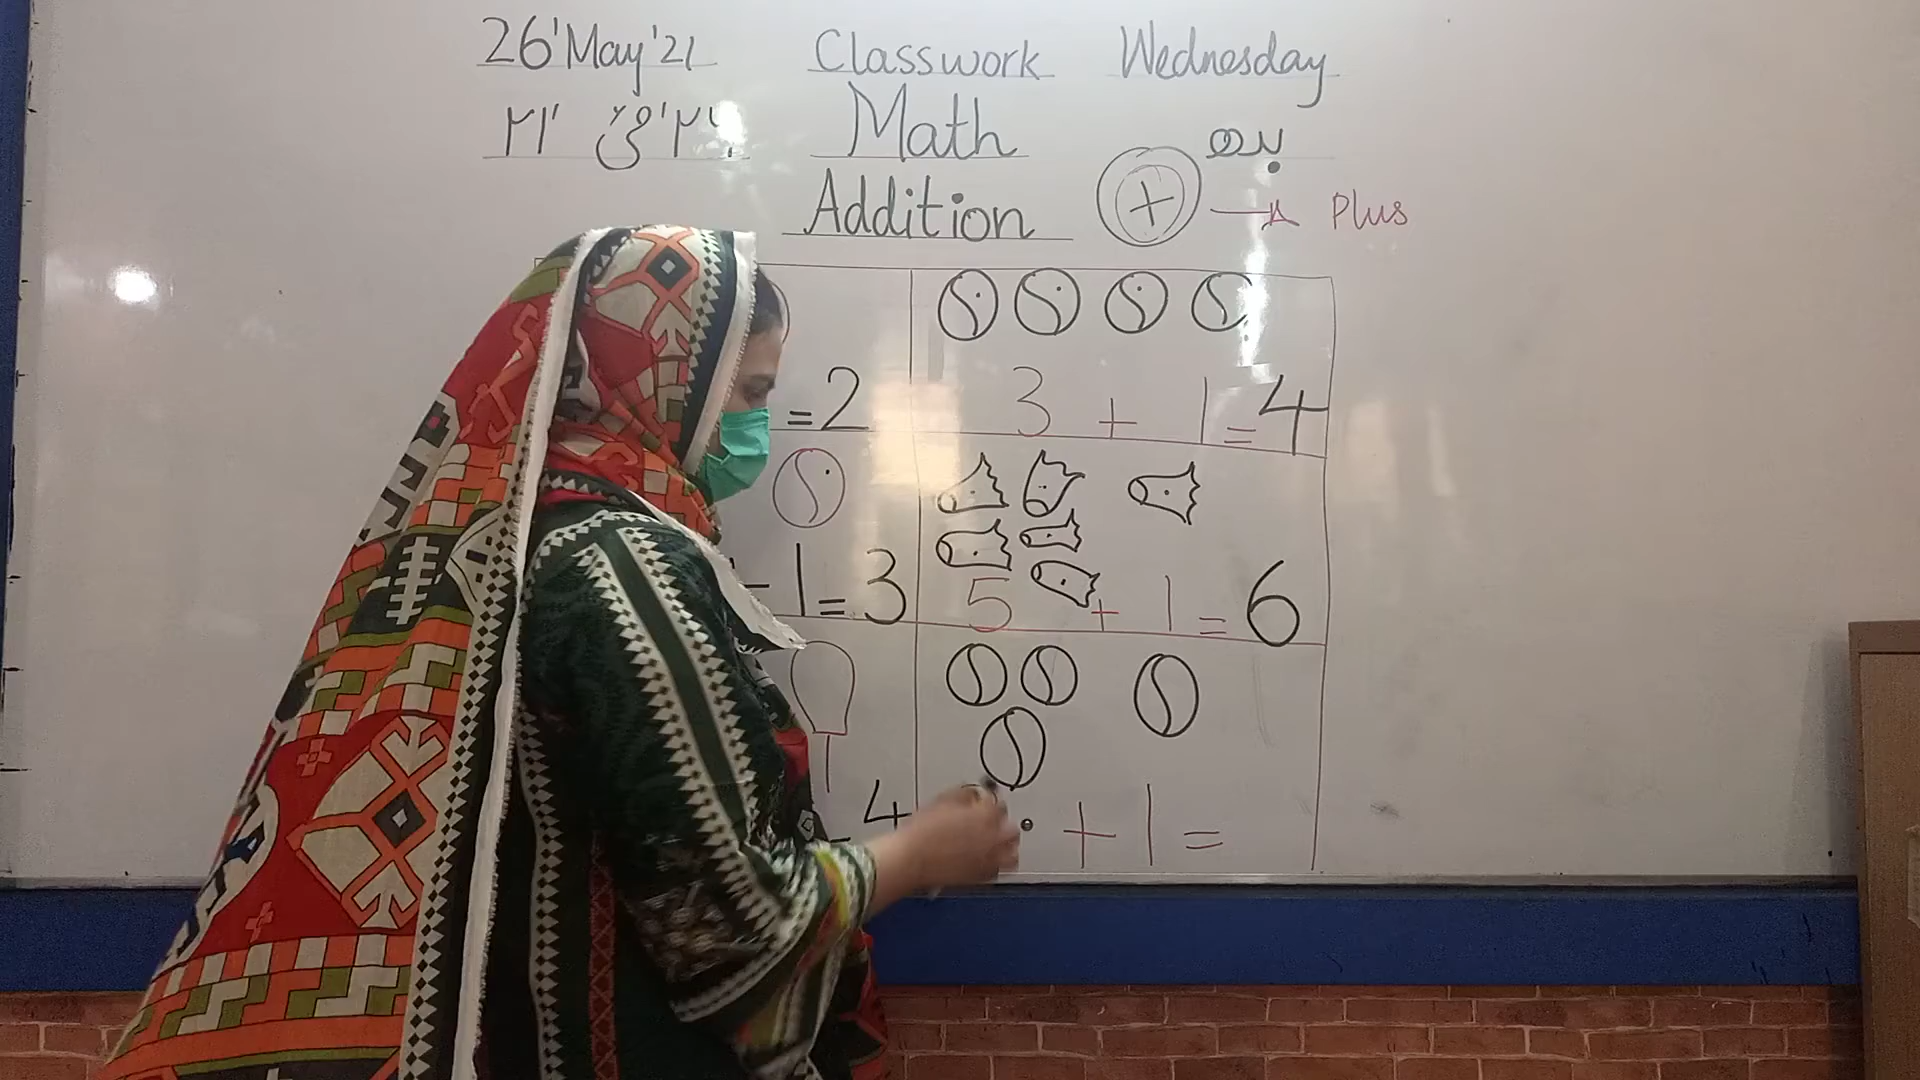 26'May'21 Classwork Wednesday
۲۶'مئ'۲۱ Math بدھ
Addition + → Plus
=2 3 + 1 = 4
1 = 3 5 + 1 = 6
4 + 1 =